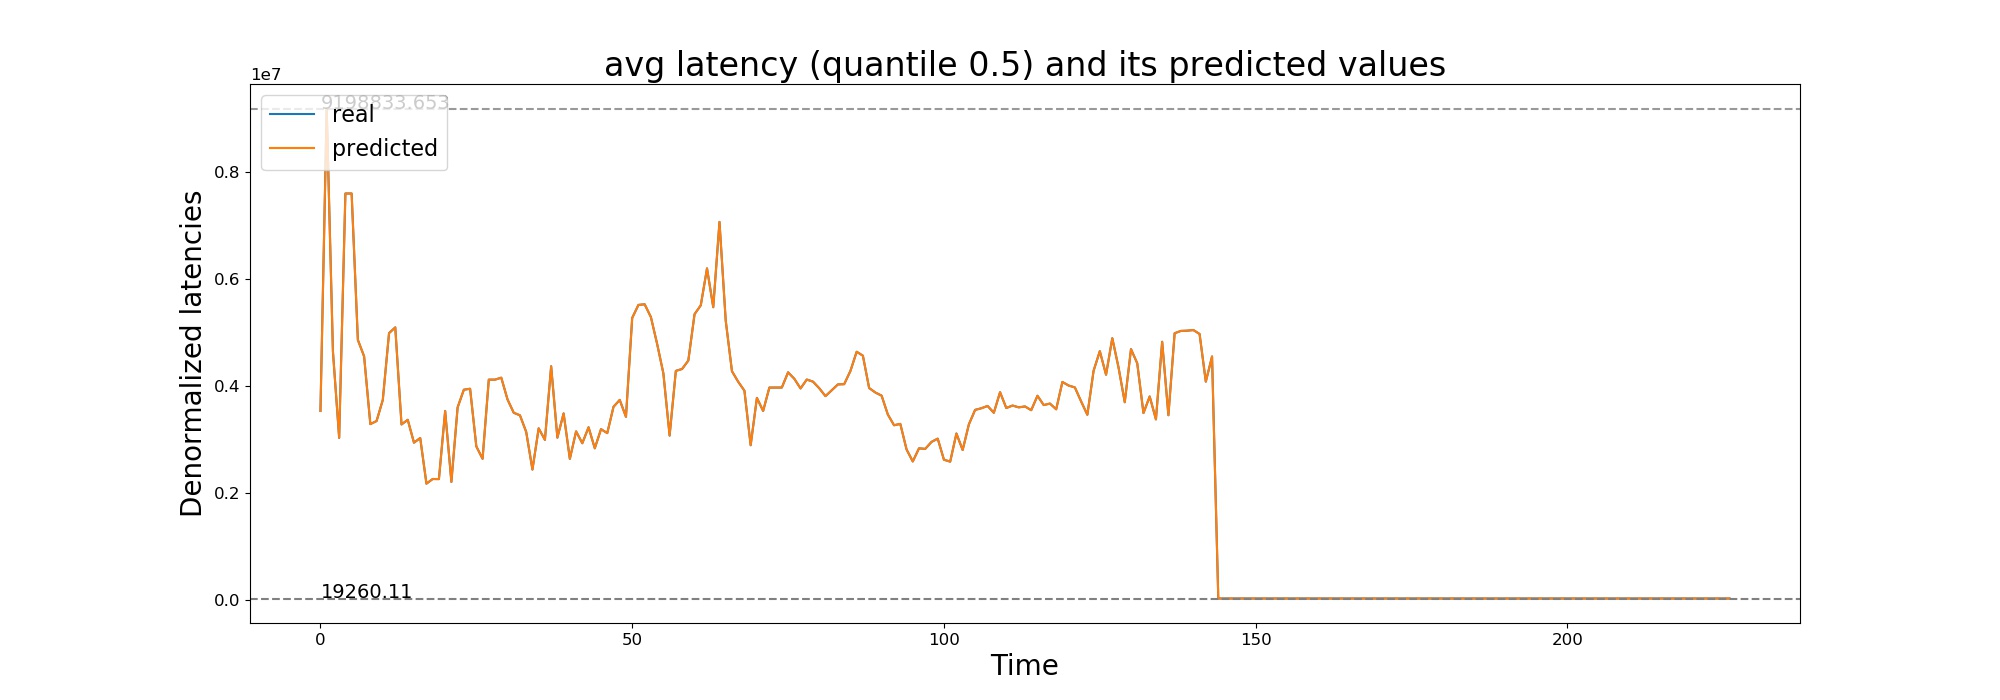 avg latency (quantile 0.5) and its predicted values
1e7
9198833.653
real
predicted
0.8
0.6
0.4
0.2
0.0
Denormalized latencies
19260.11
0
50
100
150
200
Time